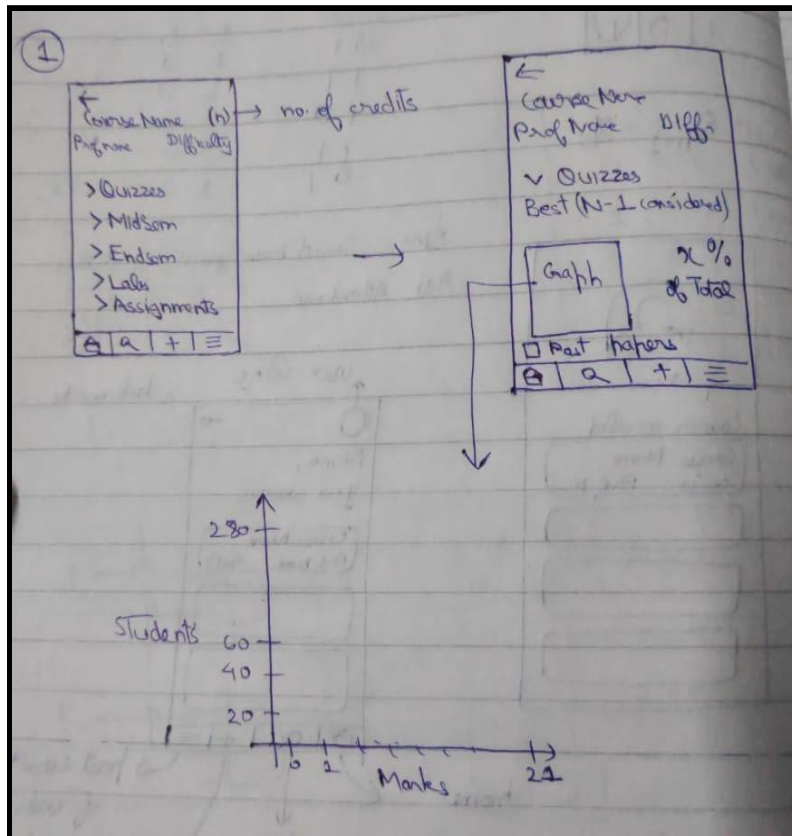 1
←
Course Name (n) → no. of credits
Prof name Difficulty
> Quizzes
> MidSem
> Endsem
> Labs
> Assignments
Q | + | ≡
→
←
Course Name
Prof Name Diff.
v Quizzes
Best (N-1 considered)
Graph
x %
of Total
Past papers
Q | + | ≡
280
Students
60
40
20
0 1 21
Marks